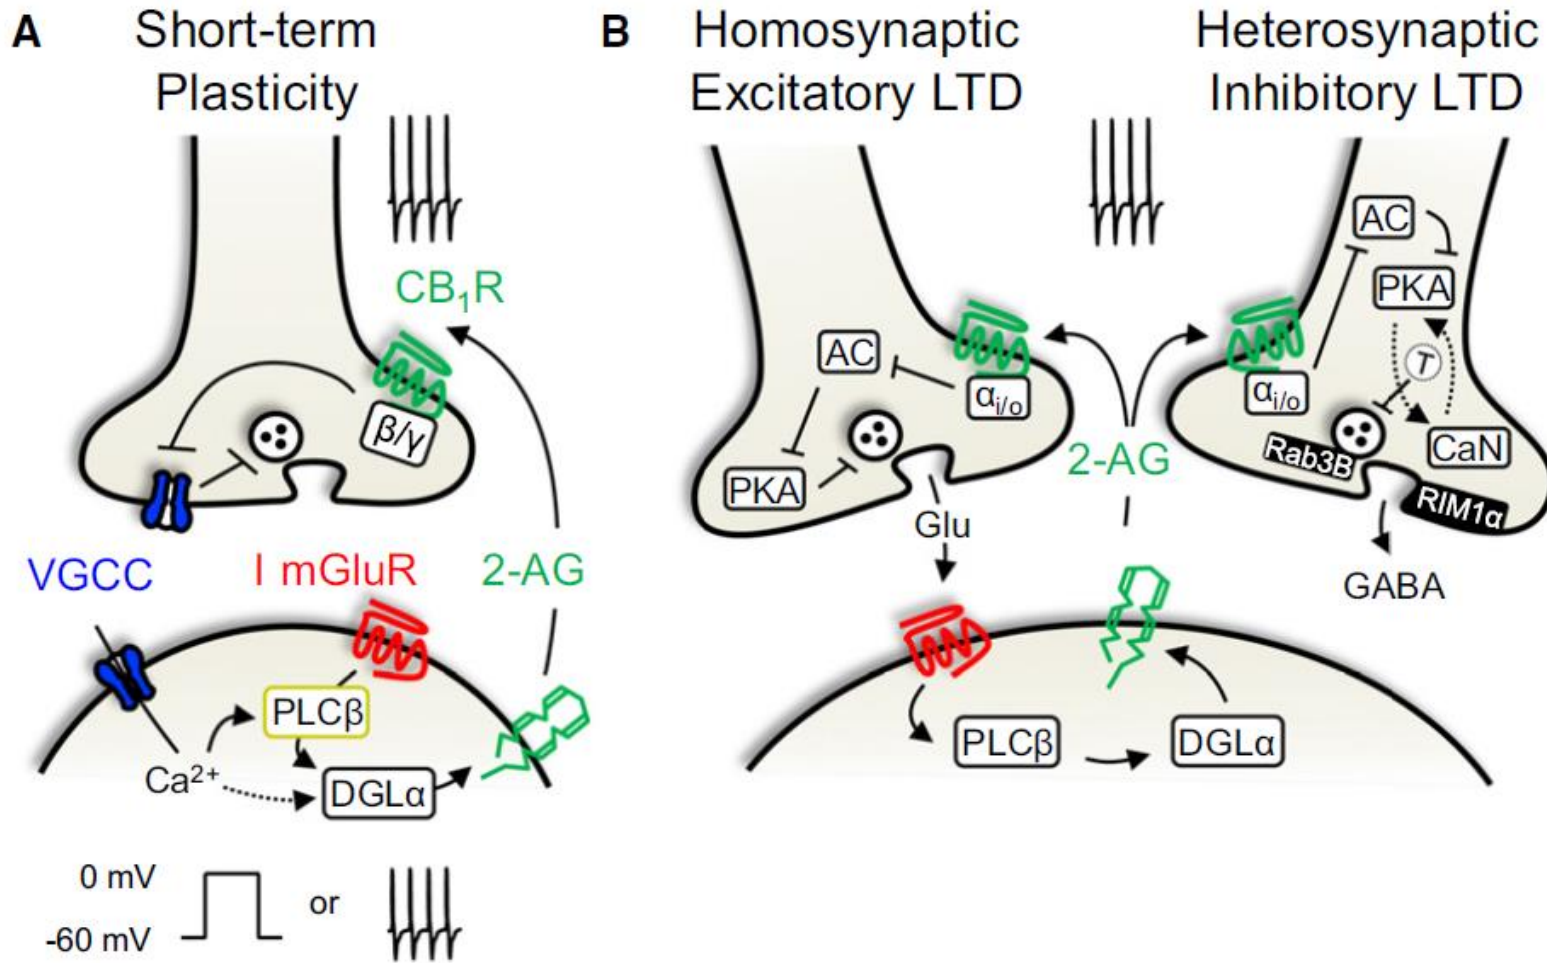 A
Short-term
Plasticity
CB₁R
β/γ
VGCC
I mGluR
2-AG
PLCβ
Ca²⁺
DGLα
0 mV
-60 mV
or
B
Homosynaptic
Excitatory LTD
Heterosynaptic
Inhibitory LTD
AC
αi/o
PKA
Glu
2-AG
AC
PKA
T
αi/o
CaN
Rab3B
RIM1α
GABA
PLCβ
DGLα